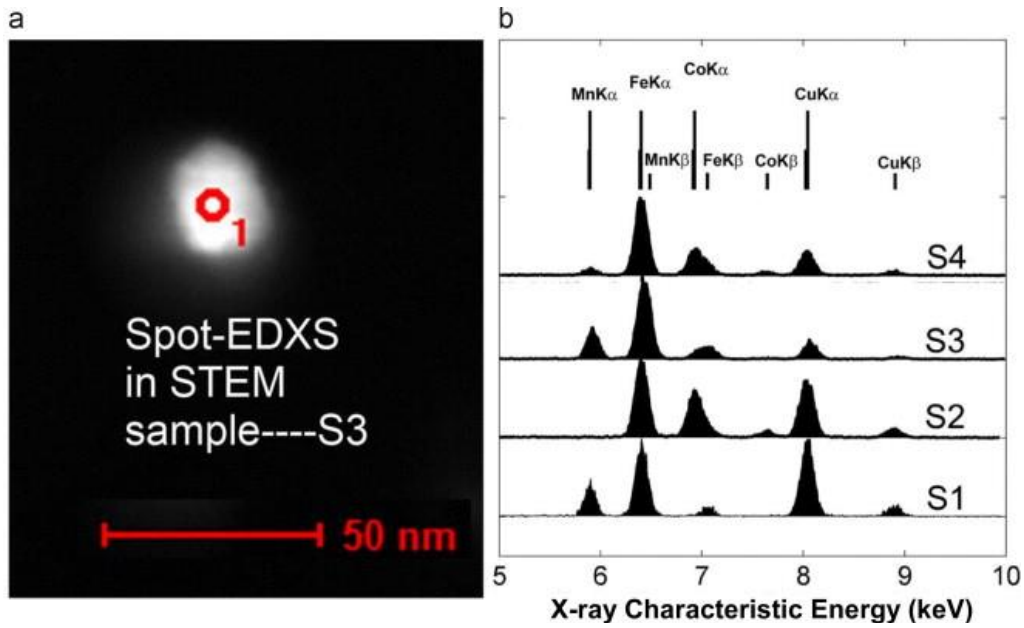 a
1
Spot-EDXS
in STEM
sample----S3
50 nm
b
CoKα
FeKα
MnKα
CuKα
MnKβ
FeKβ
CoKβ
CuKβ
S4
S3
S2
S1
5 6 7 8 9 10
X-ray Characteristic Energy (keV)